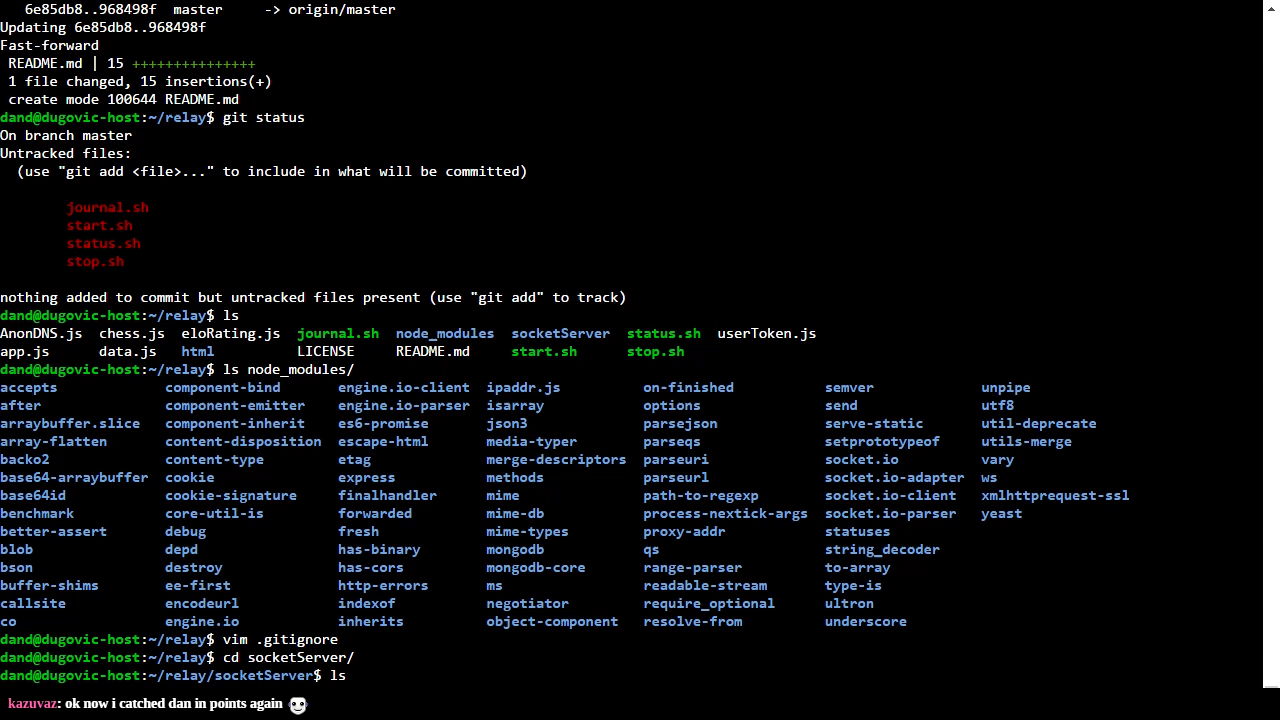 6e85db8..968498f  master     -> origin/master
Updating 6e85db8..968498f
Fast-forward
 README.md | 15 +++++++++++++++
 1 file changed, 15 insertions(+)
 create mode 100644 README.md
dand@dugovic-host:~/relay$ git status
On branch master
Untracked files:
  (use "git add <file>..." to include in what will be committed)
        journal.sh
        start.sh
        status.sh
        stop.sh
nothing added to commit but untracked files present (use "git add" to track)
dand@dugovic-host:~/relay$ ls
AnonDNS.js  chess.js  eloRating.js  journal.sh  node_modules  socketServer  status.sh  userToken.js
app.js      data.js   html          LICENSE     README.md     start.sh      stop.sh
dand@dugovic-host:~/relay$ ls node_modules/
accepts             component-bind       engine.io-client  ipaddr.js          on-finished           semver             unpipe
after               component-emitter    engine.io-parser  isarray            options               send               utf8
arraybuffer.slice   component-inherit    es6-promise       json3              parsejson             serve-static       util-deprecate
array-flatten       content-disposition  escape-html       media-typer        parseqs               setprototypeof     utils-merge
backo2              content-type         etag              merge-descriptors  parseuri              socket.io          vary
base64-arraybuffer  cookie               express           methods            parseurl              socket.io-adapter  ws
base64id            cookie-signature     finalhandler      mime               path-to-regexp        socket.io-client   xmlhttprequest-ssl
benchmark           core-util-is         forwarded         mime-db            process-nextick-args  socket.io-parser   yeast
better-assert       debug                fresh             mime-types         proxy-addr            statuses
blob                depd                 has-binary        mongodb            qs                    string_decoder
bson                destroy              has-cors          mongodb-core       range-parser          to-array
buffer-shims        ee-first             http-errors       ms                 readable-stream       type-is
callsite            encodeurl            indexof           negotiator         require_optional      ultron
co                  engine.io            inherits          object-component   resolve-from          underscore
dand@dugovic-host:~/relay$ vim .gitignore
dand@dugovic-host:~/relay$ cd socketServer/
dand@dugovic-host:~/relay/socketServer$ ls
kazuvaz: ok now i catched dan in points again